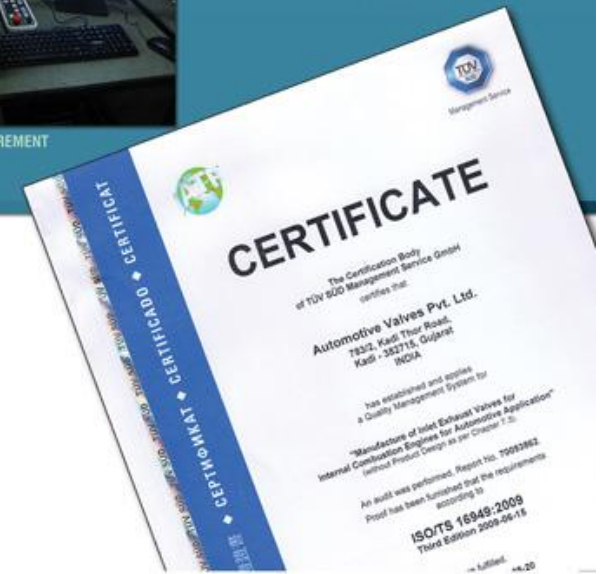 REMENT
TÜV
SÜD
Management Service
CERTIFICATE
The Certification Body
of TÜV SÜD Management Service GmbH
certifies that
Automotive Valves Pvt. Ltd.
783/2, Kadi Thor Road,
Kadi - 382715, Gujarat
INDIA
has established and applies
a Quality Management System for
"Manufacture of Inlet Exhaust Valves for
Internal Combustion Engines for Automotive Application"
(without Product Design as per Chapter 7.3).
An audit was performed, Report No. 70093862
Proof has been furnished that the requirements
according to
ISO/TS 16949:2009
Third Edition 2009-06-15
fulfilled.
-20
◆ СЕРТИФИКАТ ◆ CERTIFICADO ◆ CERTIFICAT